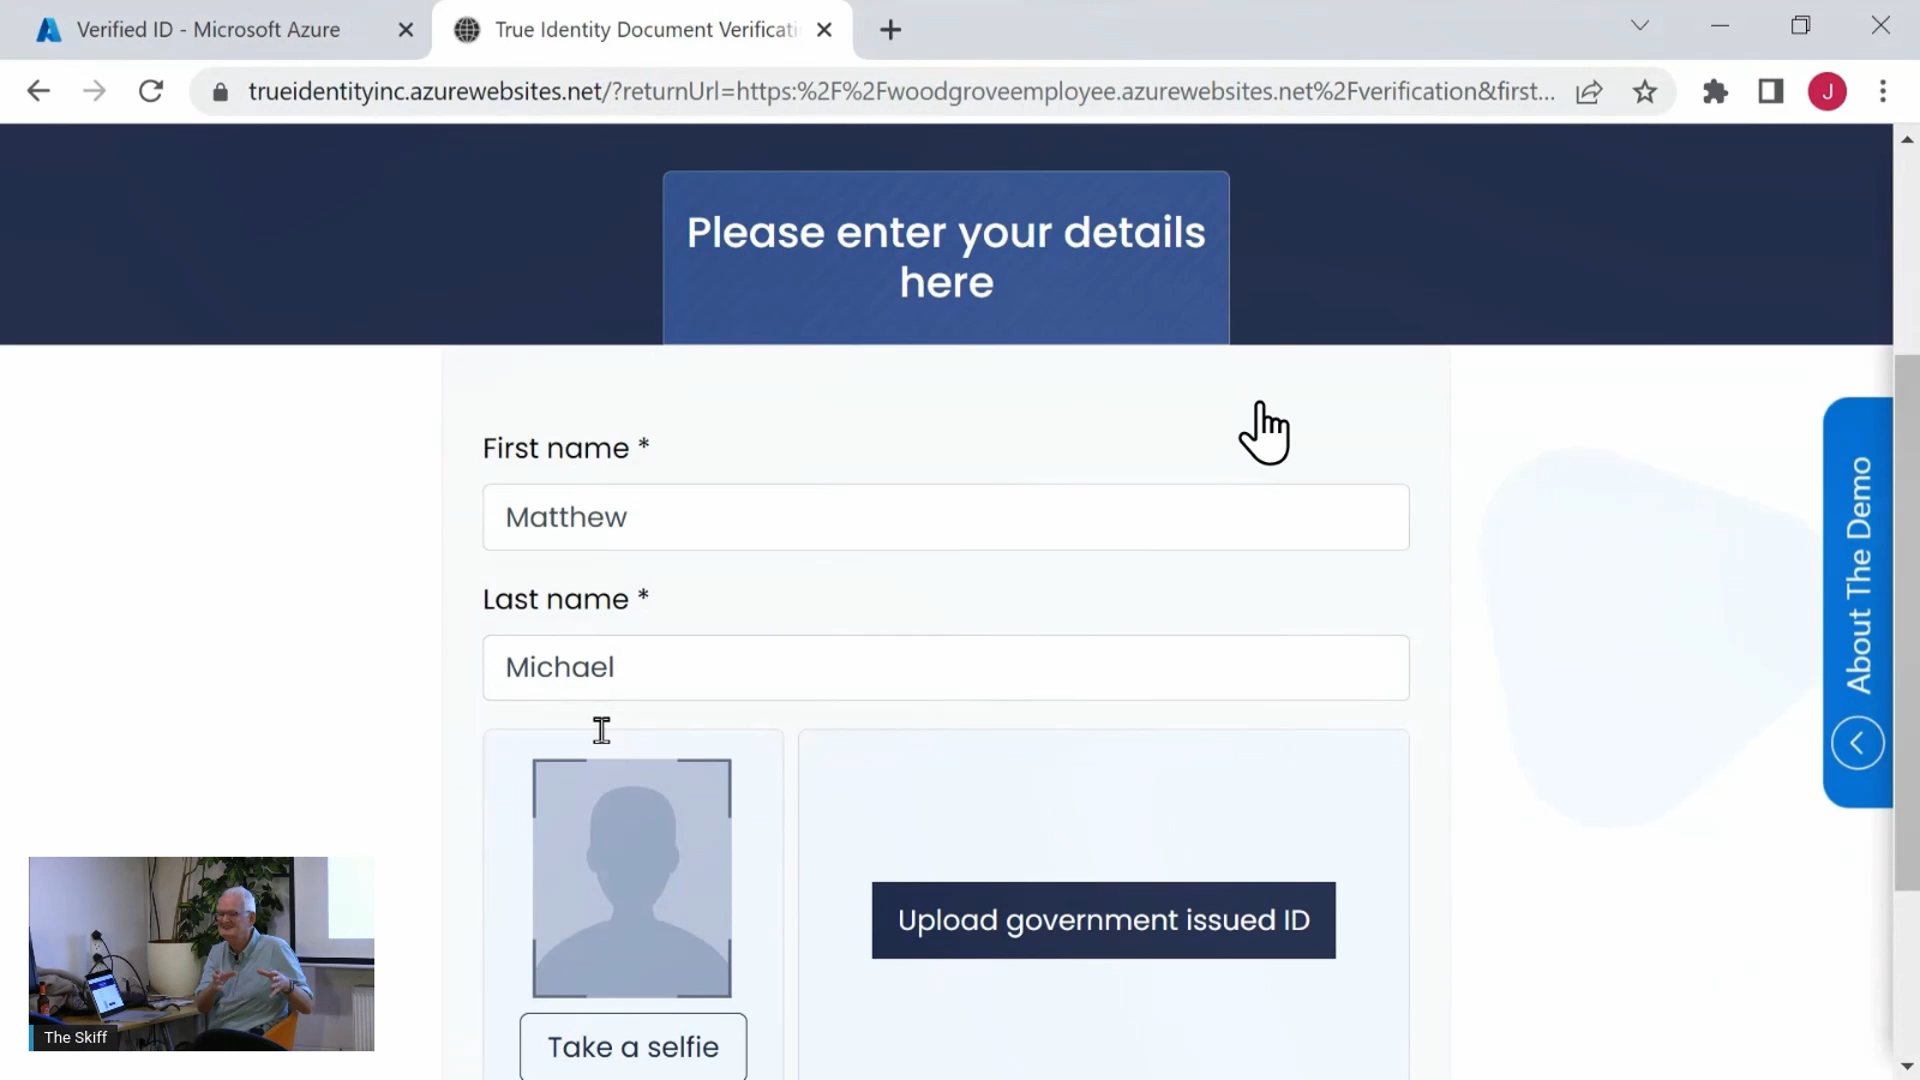 Verified ID - Microsoft Azure
True Identity Document Verificati
trueidentityinc.azurewebsites.net/?returnUrl=https:%2F%2Fwoodgroveemployee.azurewebsites.net%2Fverification&first...
J
Please enter your details
here
First name *
Matthew
Last name *
Michael
Upload government issued ID
Take a selfie
About The Demo
The Skiff